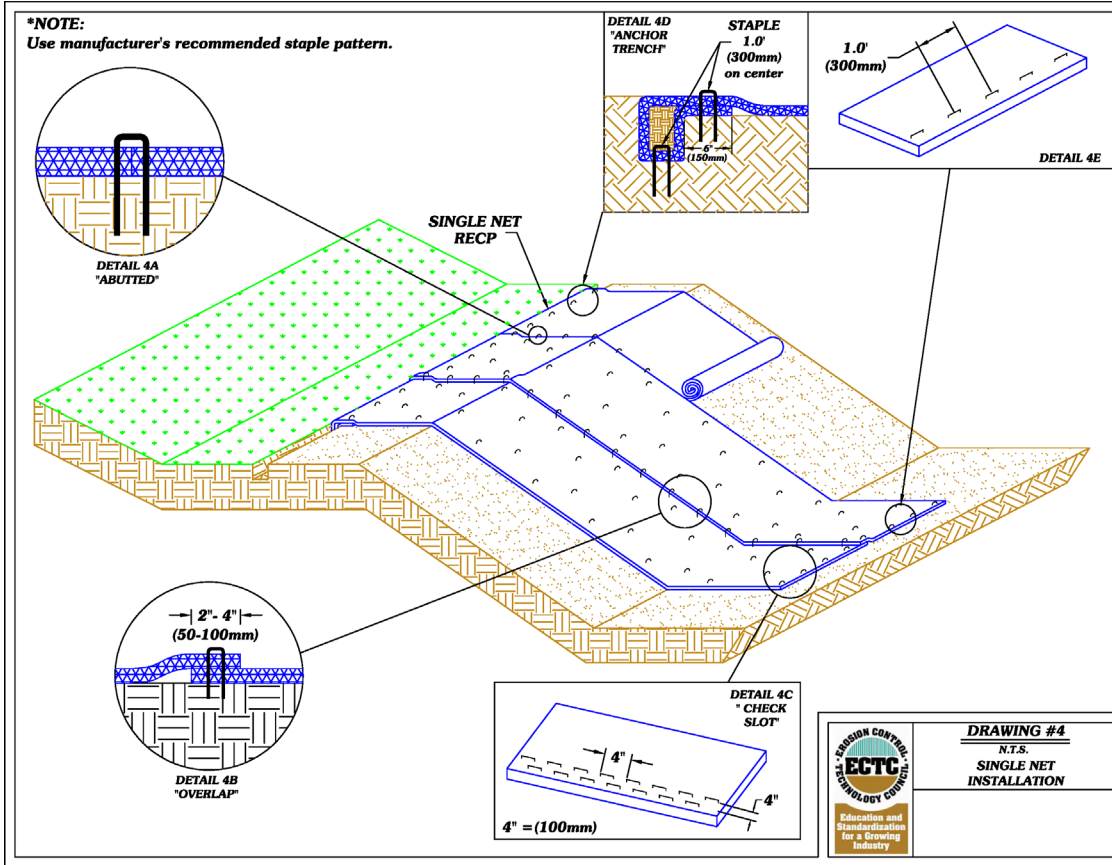 *NOTE:
Use manufacturer's recommended staple pattern.
DETAIL 4A
"ABUTTED"
SINGLE NET
RECP
DETAIL 4D
"ANCHOR
TRENCH"
STAPLE
1.0'
(300mm)
on center
6"
(150mm)
1.0'
(300mm)
DETAIL 4E
2"- 4"
(50-100mm)
DETAIL 4B
"OVERLAP"
DETAIL 4C
" CHECK
SLOT"
4"
4"
4" =(100mm)
EROSION CONTROL
ECTC
TECHNOLOGY COUNCIL
Education and
Standardization
for a Growing
Industry
DRAWING #4
N.T.S.
SINGLE NET
INSTALLATION